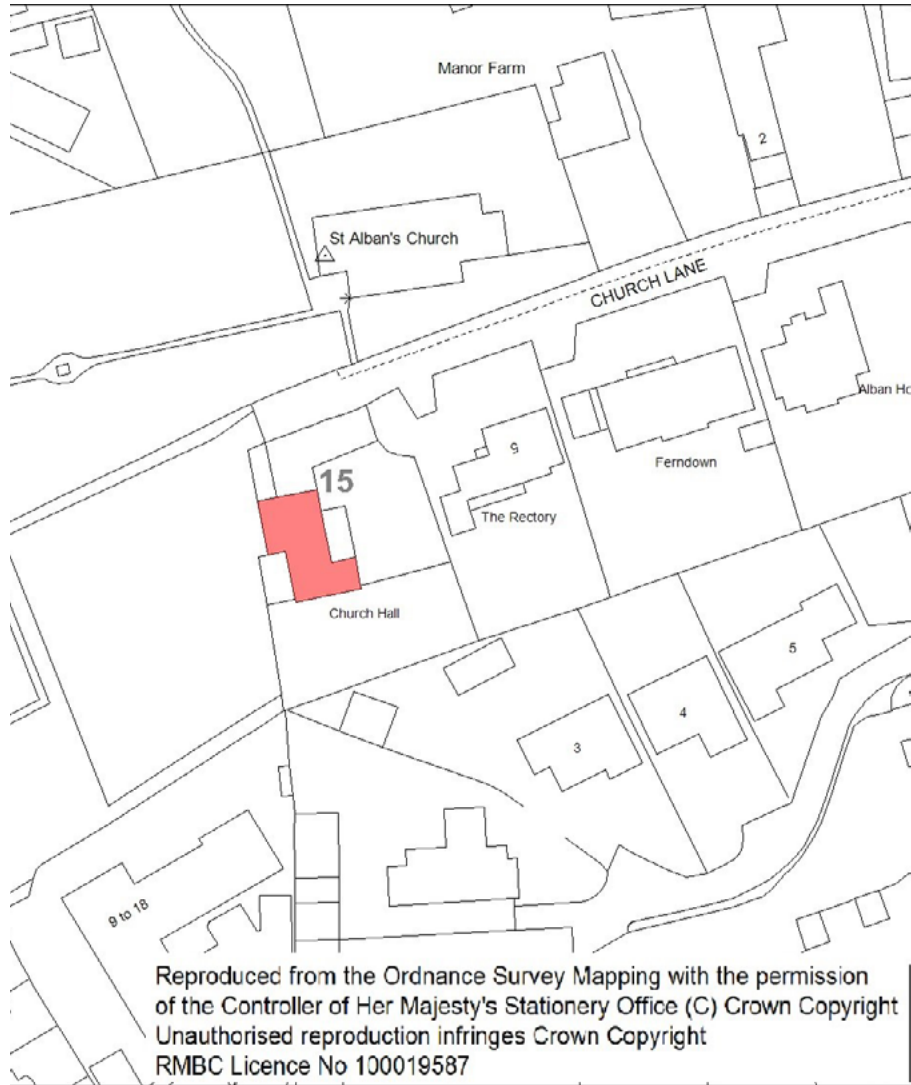 Manor Farm
2
St Alban's Church
CHURCH LANE
Alban Ho
9
Ferndown
15
The Rectory
Church Hall
5
4
3
9 to 18
Reproduced from the Ordnance Survey Mapping with the permission
of the Controller of Her Majesty's Stationery Office (C) Crown Copyright
Unauthorised reproduction infringes Crown Copyright
RMBC Licence No 100019587